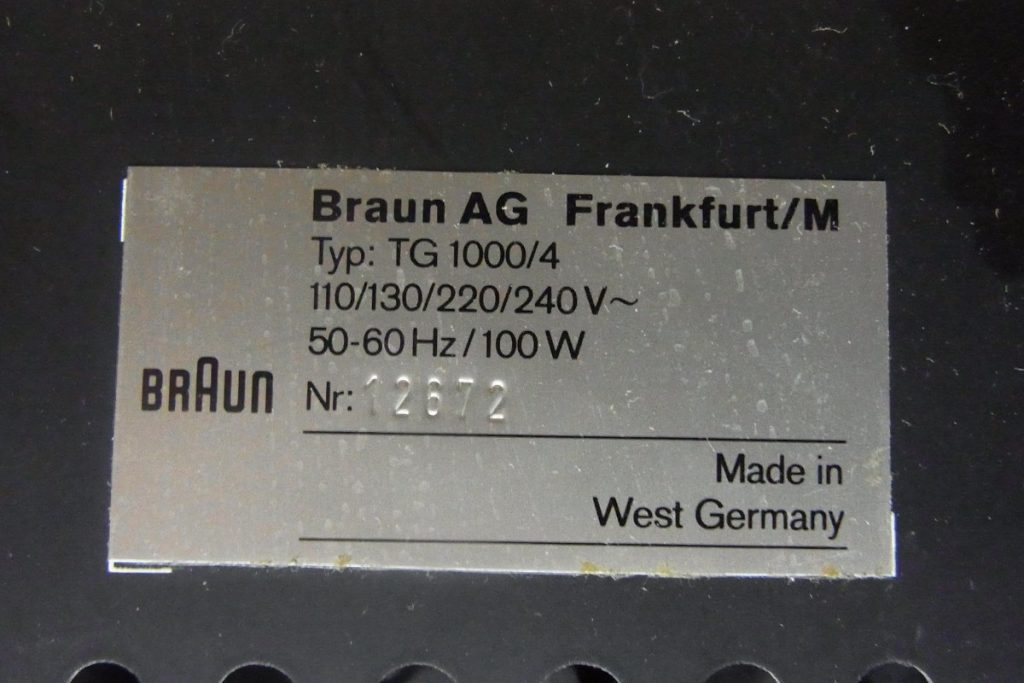 Braun AG Frankfurt/M
Typ: TG 1000/4
110/130/220/240 V~
50-60 Hz / 100 W
BRAUN
Nr: 12672
Made in
West Germany